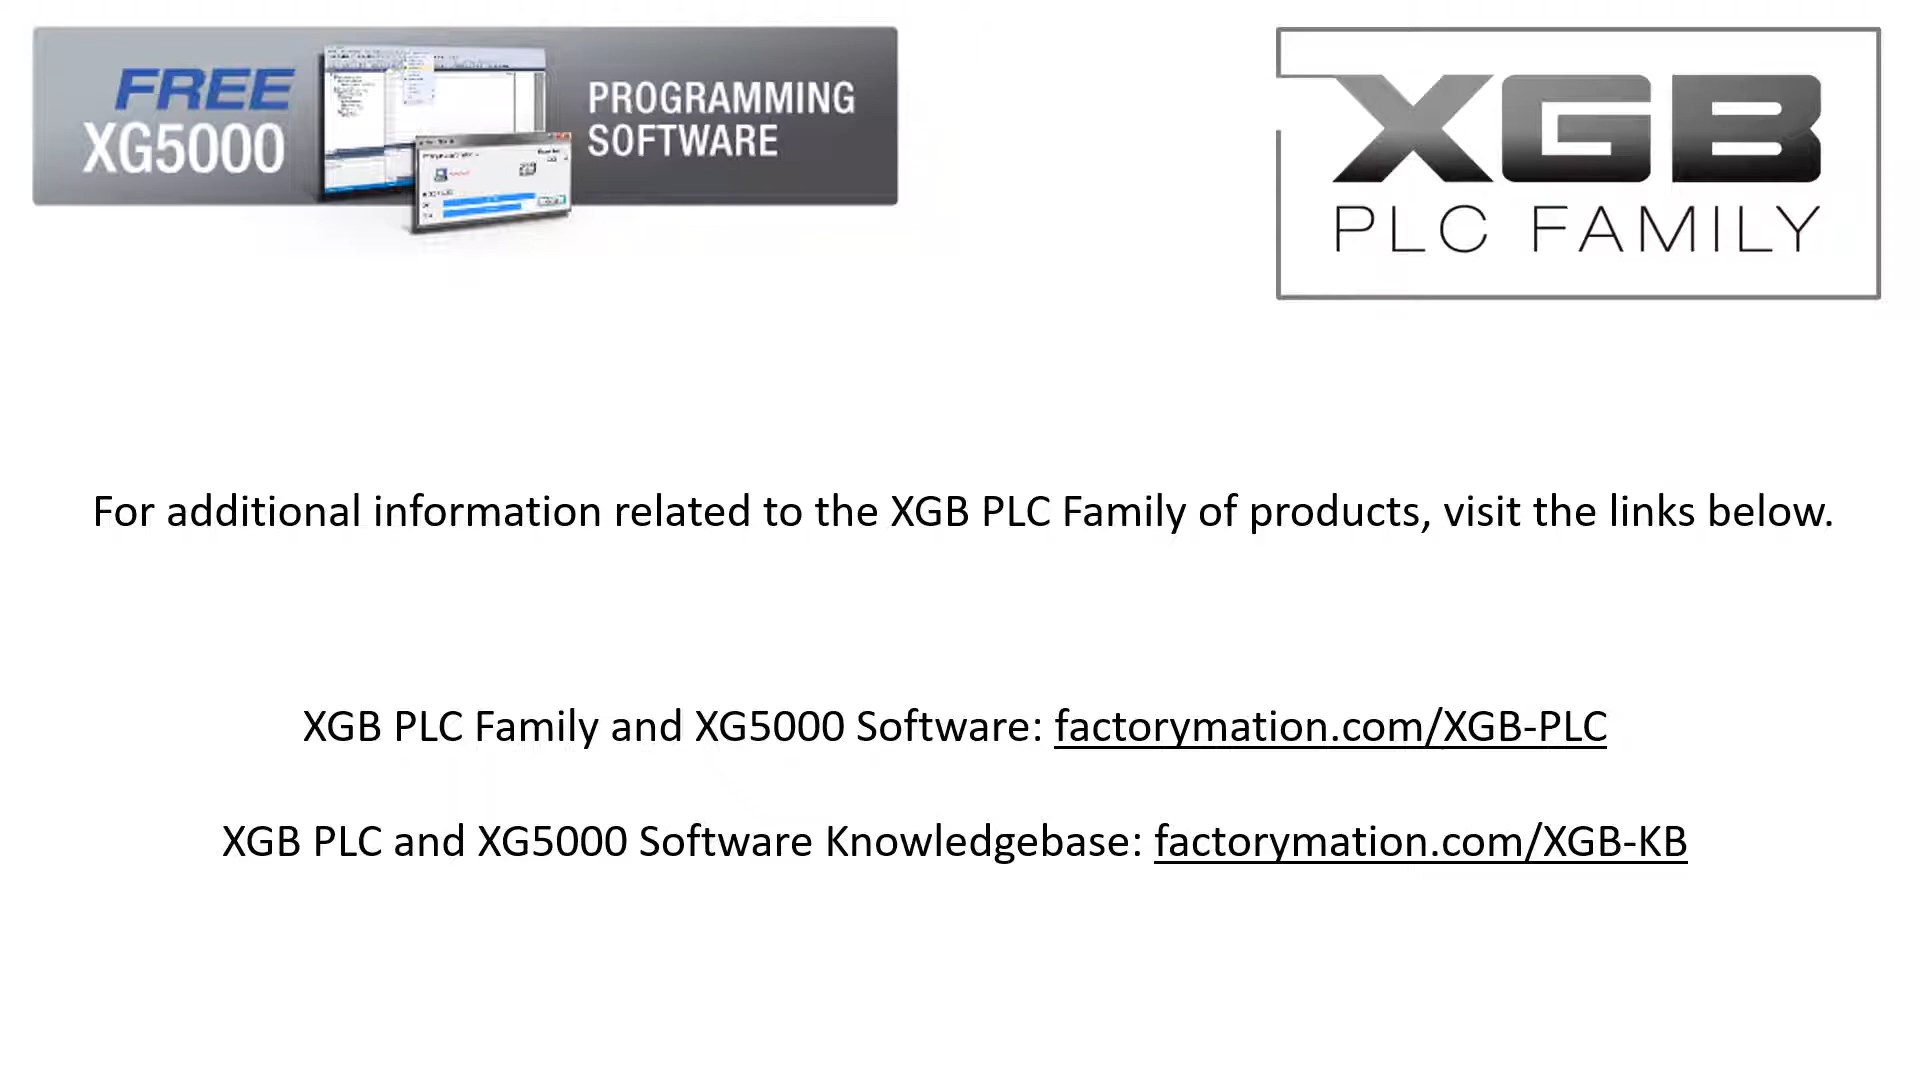 FREE
XG5000
PROGRAMMING
SOFTWARE
XGB
PLC FAMILY
For additional information related to the XGB PLC Family of products, visit the links below.
XGB PLC Family and XG5000 Software: factorymation.com/XGB-PLC
XGB PLC and XG5000 Software Knowledgebase: factorymation.com/XGB-KB